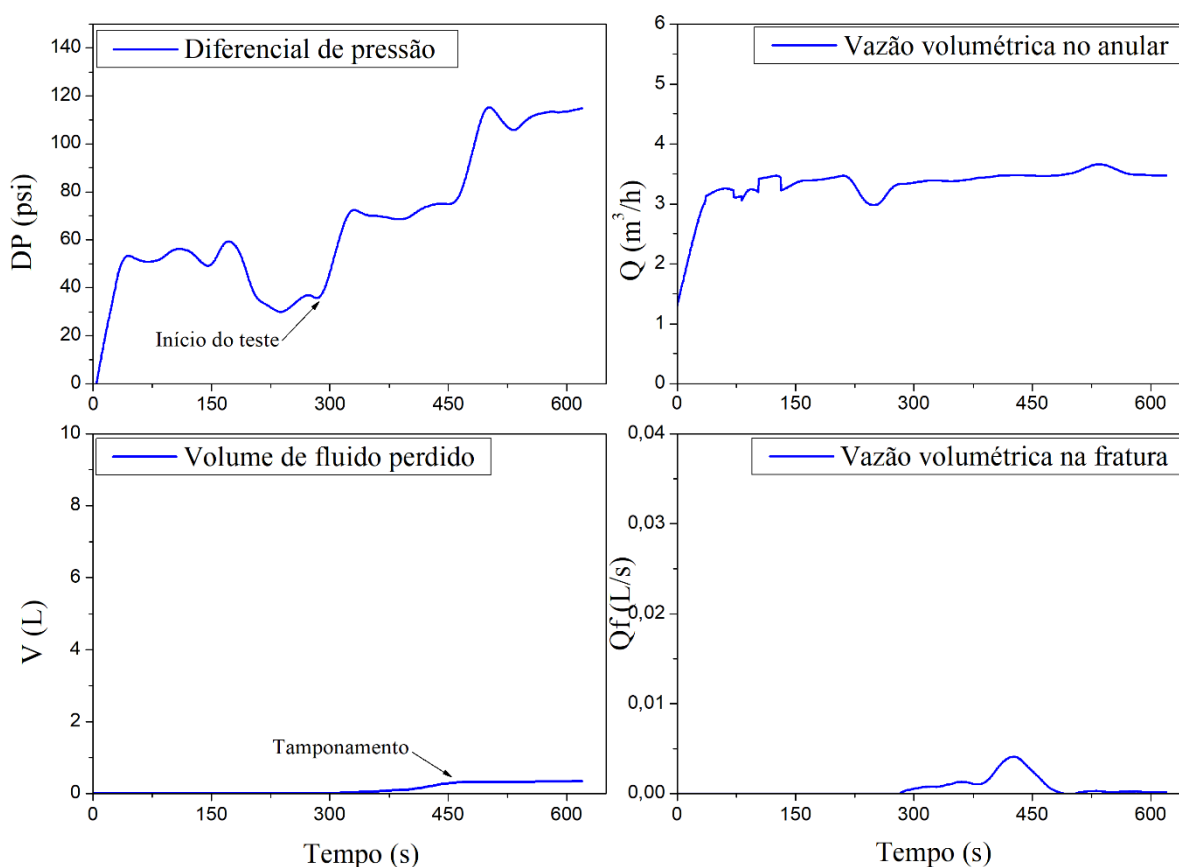 Diferencial de pressão
DP (psi)
140
120
100
80
60
40
20
0
Início do teste
0 150 300 450 600
Vazão volumétrica no anular
Q (m³/h)
6
5
4
3
2
1
0
0 150 300 450 600
Volume de fluido perdido
V (L)
10
8
6
4
2
0
Tamponamento
0 150 300 450 600
Tempo (s)
Vazão volumétrica na fratura
Qf (L/s)
0,04
0,03
0,02
0,01
0,00
0 150 300 450 600
Tempo (s)